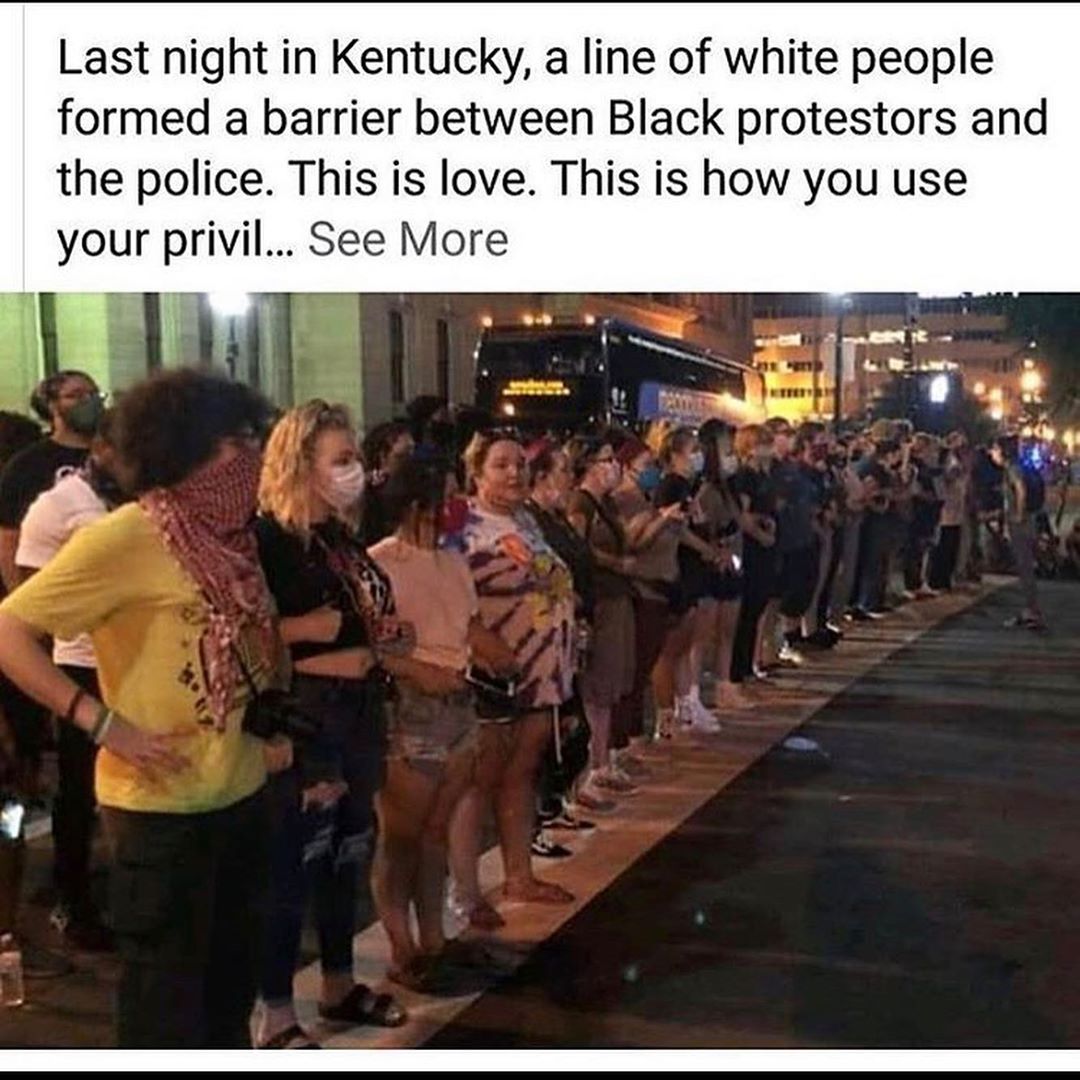 Last night in Kentucky, a line of white people
formed a barrier between Black protestors and
the police. This is love. This is how you use
your privil... See More